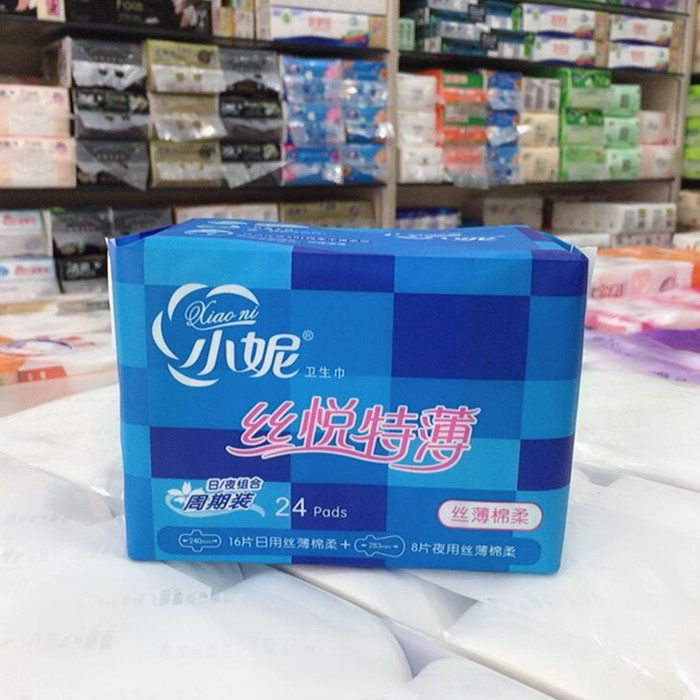 Xiao ni
小妮®
卫生巾
丝悦特薄
日/夜组合
周期装
24 Pads
丝薄棉柔
240mm 16片日用丝薄棉柔+ 283mm 8片夜用丝薄棉柔